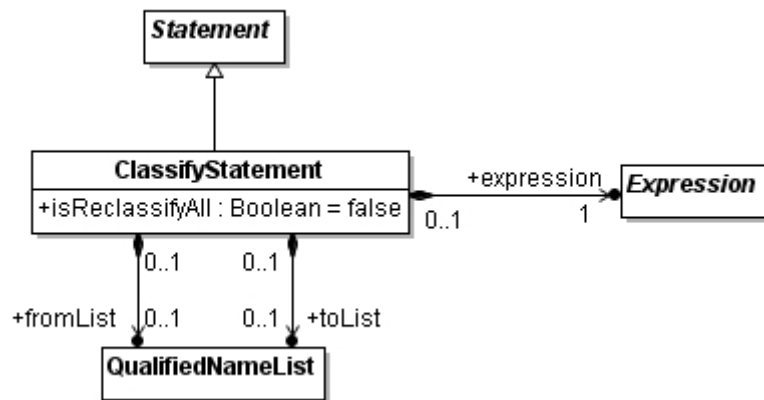 Statement
ClassifyStatement
+isReclassifyAll : Boolean = false
+expression
0..1
1
Expression
0..1
0..1
+fromList
0..1
0..1
+toList
QualifiedNameList